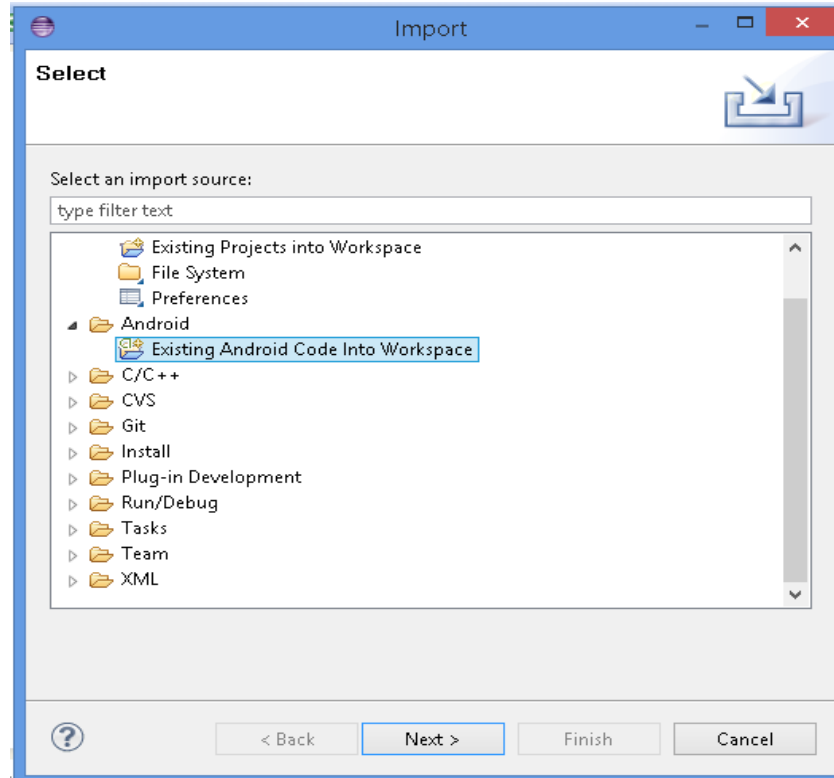 Import
Select
Select an import source:
type filter text
Existing Projects into Workspace
File System
Preferences
Android
Existing Android Code Into Workspace
C/C++
CVS
Git
Install
Plug-in Development
Run/Debug
Tasks
Team
XML
?
< Back Next > Finish Cancel